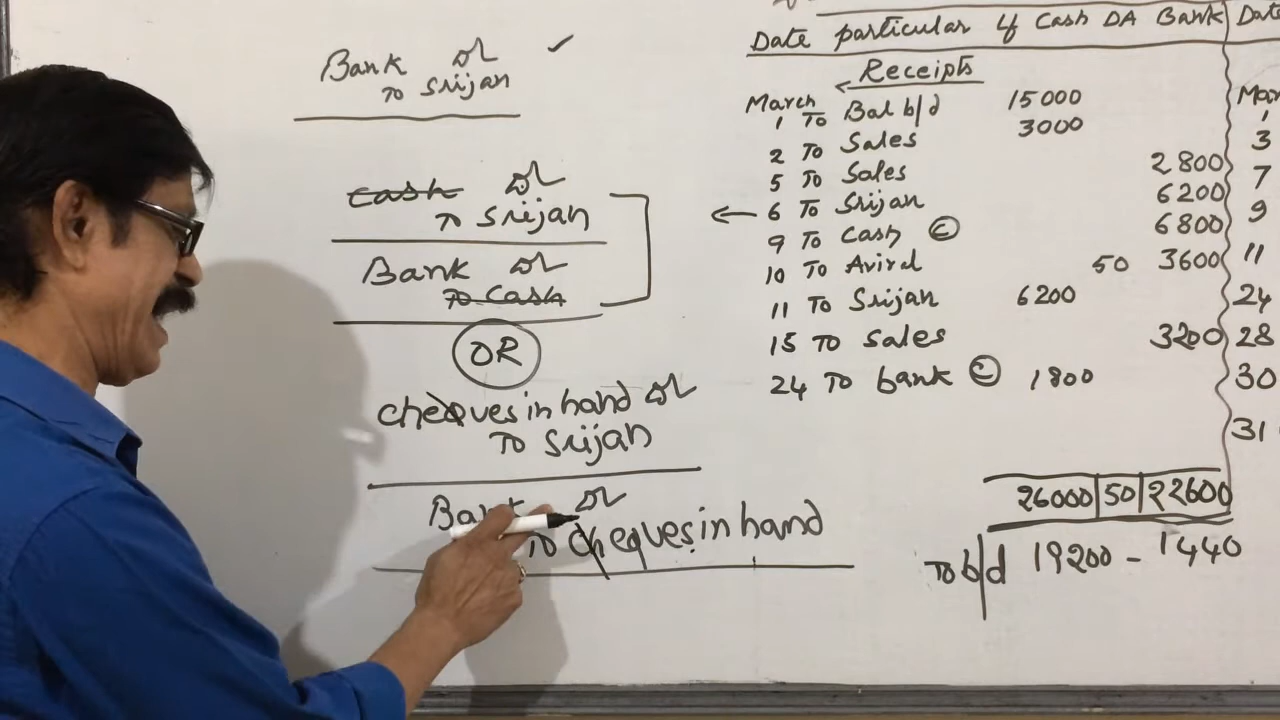 Bank Dr ✓
To Srijan
Cash Dr
To Srijan
Bank Dr
To Cash
OR
cheques in hand Dr
To Srijan
Bank Dr
To cheques in hand
Date particular lf Cash DA Bank Date
Receipts
March
1 To Bal b/d 15000
2 To Sales 3000
5 To Sales 2800
6 To Srijan 6200
9 To Cash C 6800
10 To Aviral 50 3600
11 To Srijan 6200
15 To Sales 3200
24 To bank C 1800
26000 50 22600
To b/d 19200 - 1440
Mar
1
3
7
9
11
24
28
30
31